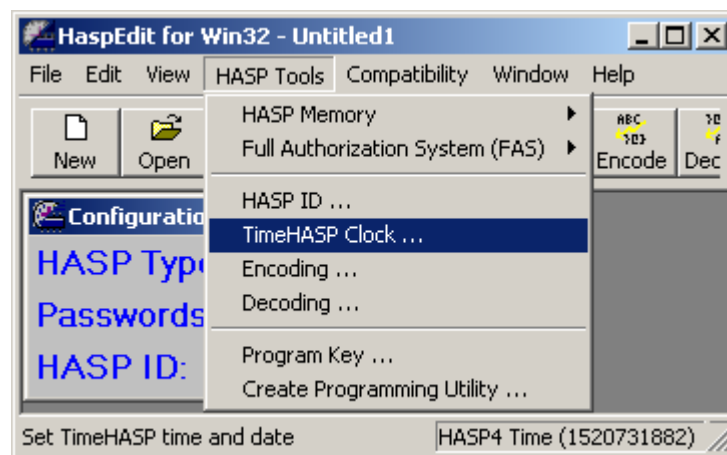 HaspEdit for Win32 - Untitled1
File Edit View HASP Tools Compatibility Window Help
New Open Encode Dec
HASP Memory
Full Authorization System (FAS)
HASP ID ...
TimeHASP Clock ...
Encoding ...
Decoding ...
Program Key ...
Create Programming Utility ...
Configuratio
HASP Type
Passwords
HASP ID:
Set TimeHASP time and date HASP4 Time (1520731882)